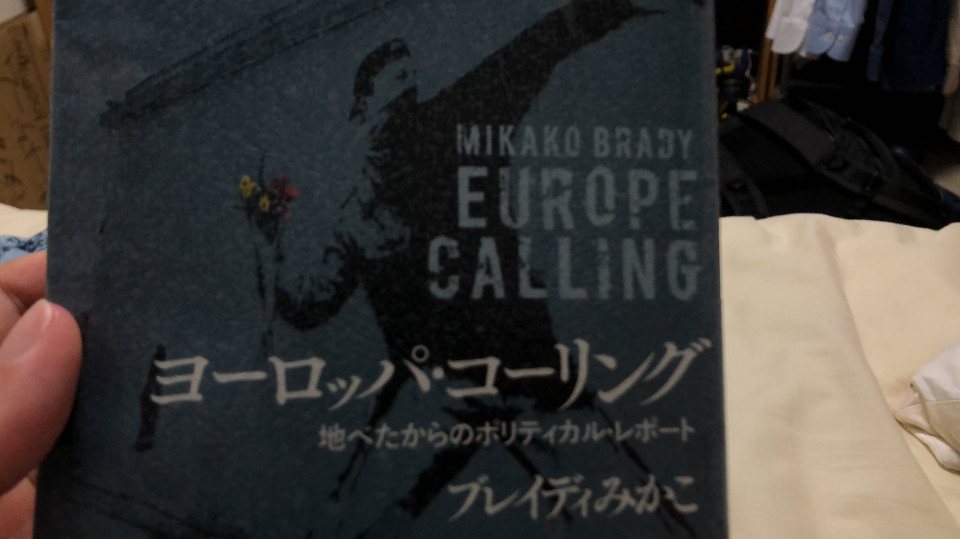 MIKAKO BRADY
EUROPE
CALLING
ヨーロッパ・コーリング
地べたからのポリティカル・レポート
ブレイディみかこ